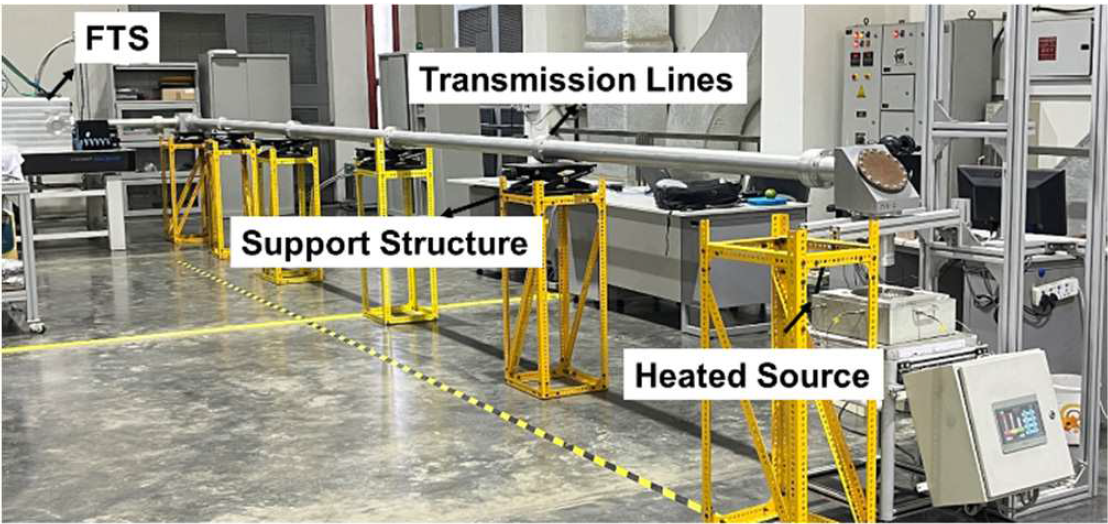 FTS
Transmission Lines
Support Structure
Heated Source